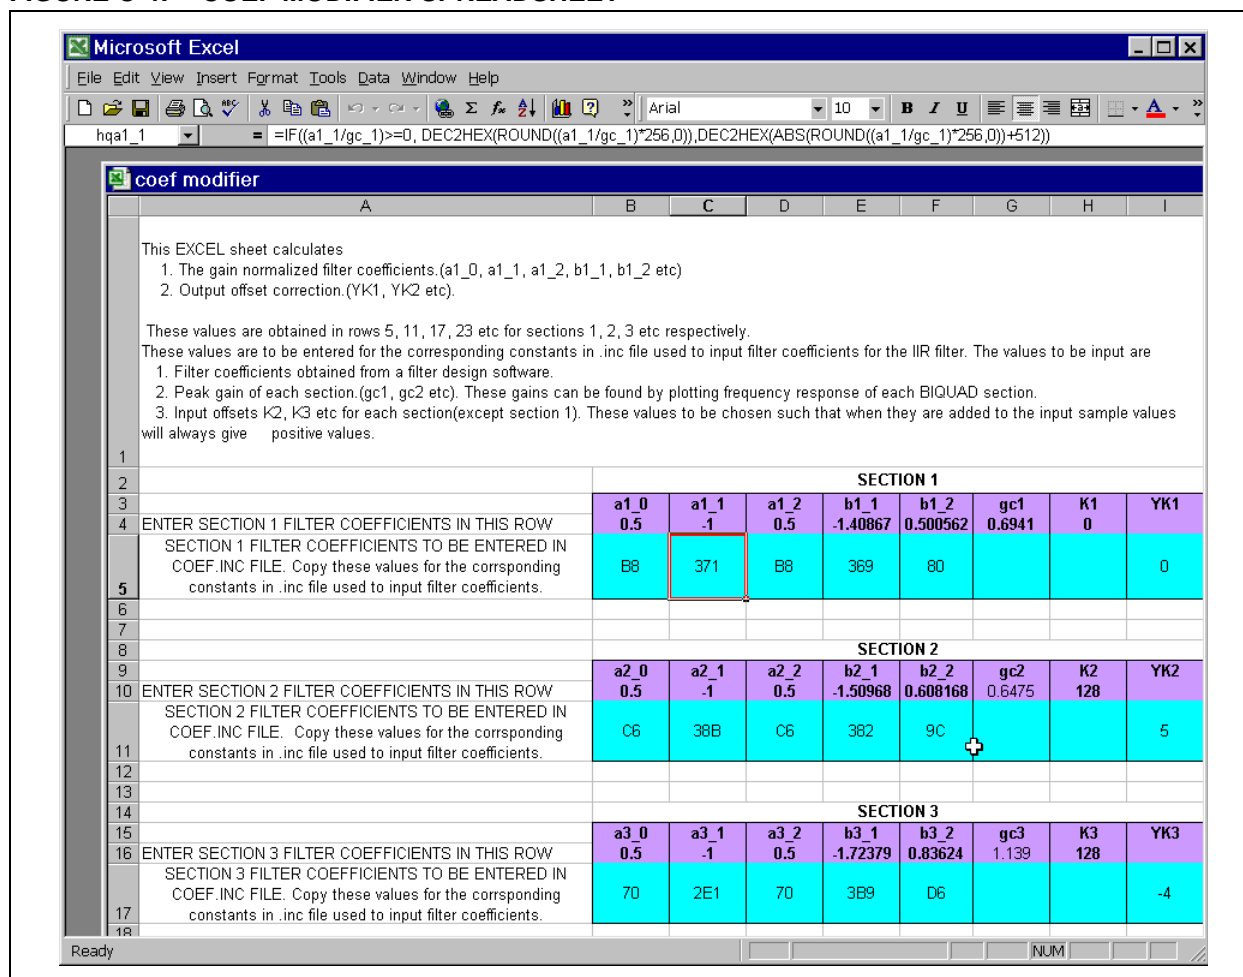 Microsoft Excel
File Edit View Insert Format Tools Data Window Help
Arial 10 B I U
hqa1_1 = =IF((a1_1/gc_1)>=0, DEC2HEX(ROUND((a1_1/gc_1)*256,0)),DEC2HEX(ABS(ROUND((a1_1/gc_1)*256,0))+512))
coef modifier
A B C D E F G H I
This EXCEL sheet calculates
1. The gain normalized filter coefficients.(a1_0, a1_1, a1_2, b1_1, b1_2 etc)
2. Output offset correction.(YK1, YK2 etc).
These values are obtained in rows 5, 11, 17, 23 etc for sections 1, 2, 3 etc respectively.
These values are to be entered for the corresponding constants in .inc file used to input filter coefficients for the IIR filter. The values to be input are
1. Filter coefficients obtained from a filter design software.
2. Peak gain of each section.(gc1, gc2 etc). These gains can be found by plotting frequency response of each BIQUAD section.
3. Input offsets K2, K3 etc for each section(except section 1). These values to be chosen such that when they are added to the input sample values
will always give positive values.
1
2 SECTION 1
3 a1_0 a1_1 a1_2 b1_1 b1_2 gc1 K1 YK1
4 ENTER SECTION 1 FILTER COEFFICIENTS IN THIS ROW 0.5 -1 0.5 -1.40867 0.500562 0.6941 0
SECTION 1 FILTER COEFFICIENTS TO BE ENTERED IN
COEF.INC FILE. Copy these values for the corrsponding B8 371 B8 369 80 0
5 constants in .inc file used to input filter coefficients.
6
7
8 SECTION 2
9 a2_0 a2_1 a2_2 b2_1 b2_2 gc2 K2 YK2
10 ENTER SECTION 2 FILTER COEFFICIENTS IN THIS ROW 0.5 -1 0.5 -1.50968 0.608168 0.6475 128
SECTION 2 FILTER COEFFICIENTS TO BE ENTERED IN
COEF.INC FILE. Copy these values for the corrsponding C6 38B C6 382 9C 5
11 constants in .inc file used to input filter coefficients.
12
13
14 SECTION 3
15 a3_0 a3_1 a3_2 b3_1 b3_2 gc3 K3 YK3
16 ENTER SECTION 3 FILTER COEFFICIENTS IN THIS ROW 0.5 -1 0.5 -1.72379 0.83624 1.139 128
SECTION 3 FILTER COEFFICIENTS TO BE ENTERED IN
COEF.INC FILE. Copy these values for the corrsponding 70 2E1 70 3B9 D6 -4
17 constants in .inc file used to input filter coefficients.
18
Ready NUM